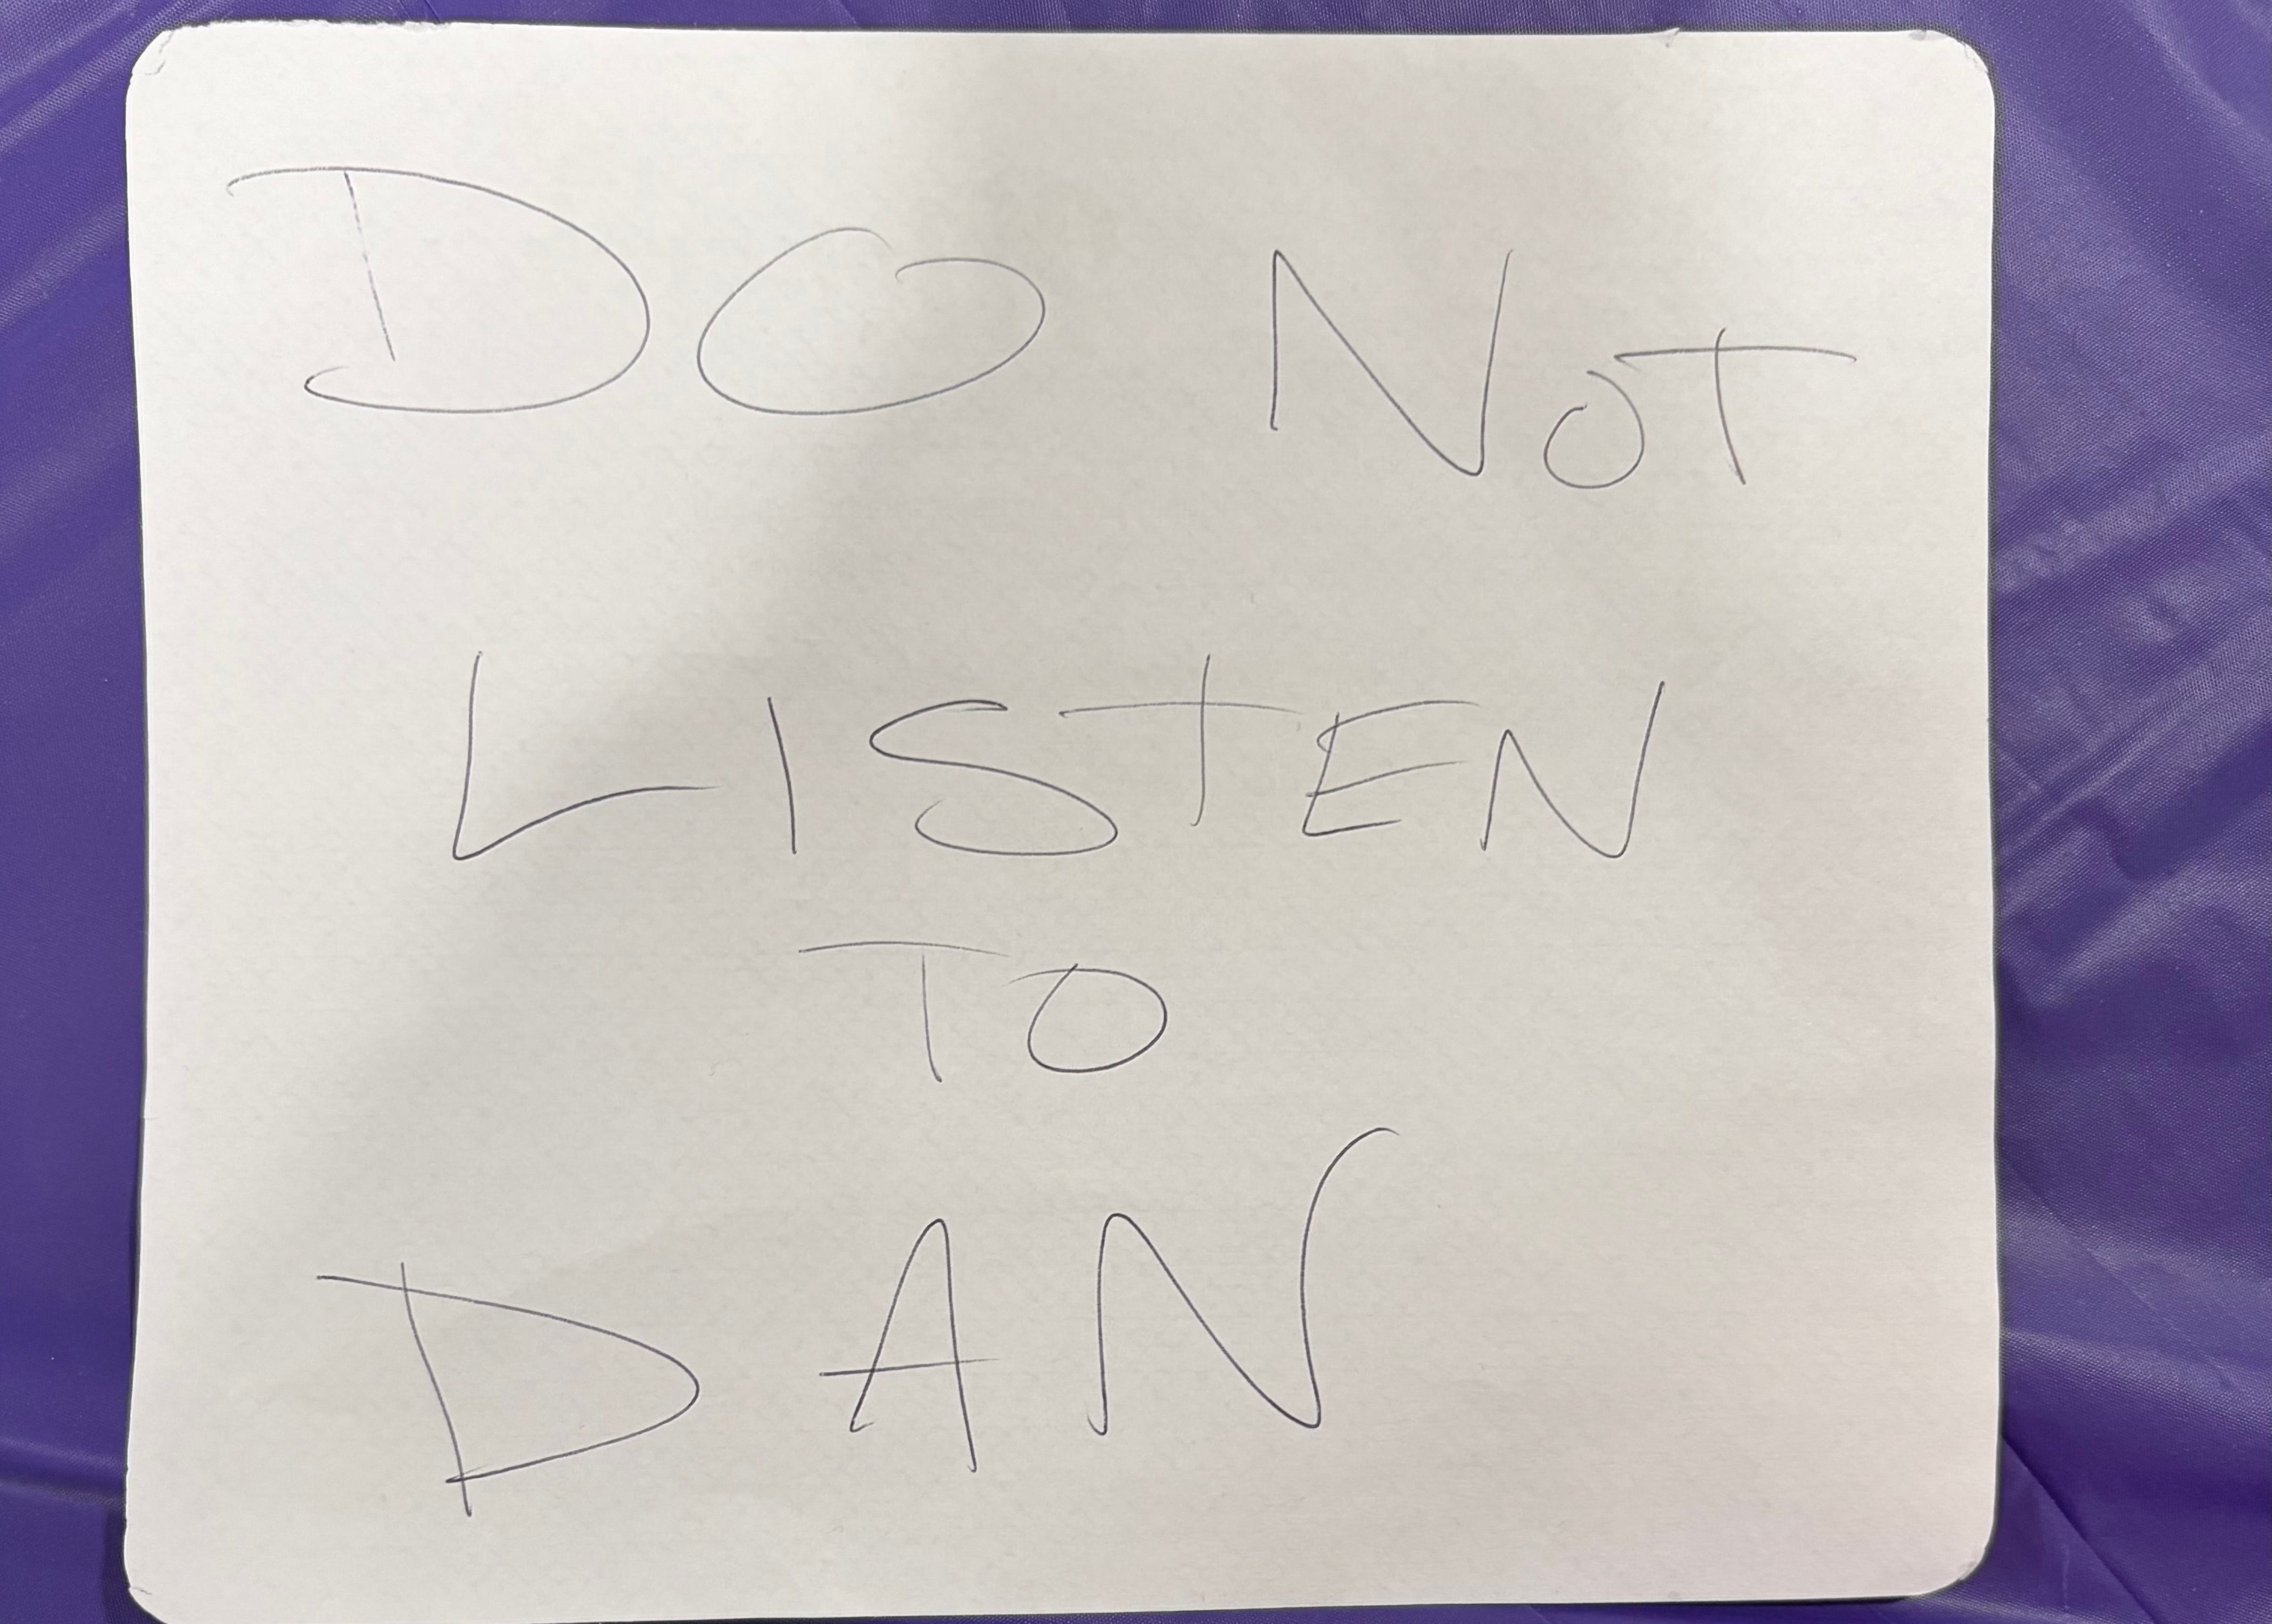 DO NOT
LISTEN
TO
DAN